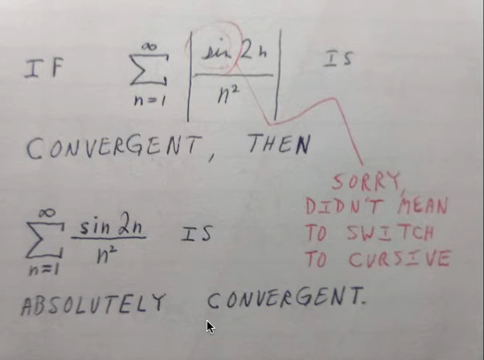 IF ∞ ∑ n=1 | sin 2n / n² | IS
CONVERGENT, THEN
SORRY,
DIDN'T MEAN
TO SWITCH
TO CURSIVE
∞ ∑ n=1 sin 2n / n² IS
ABSOLUTELY CONVERGENT.